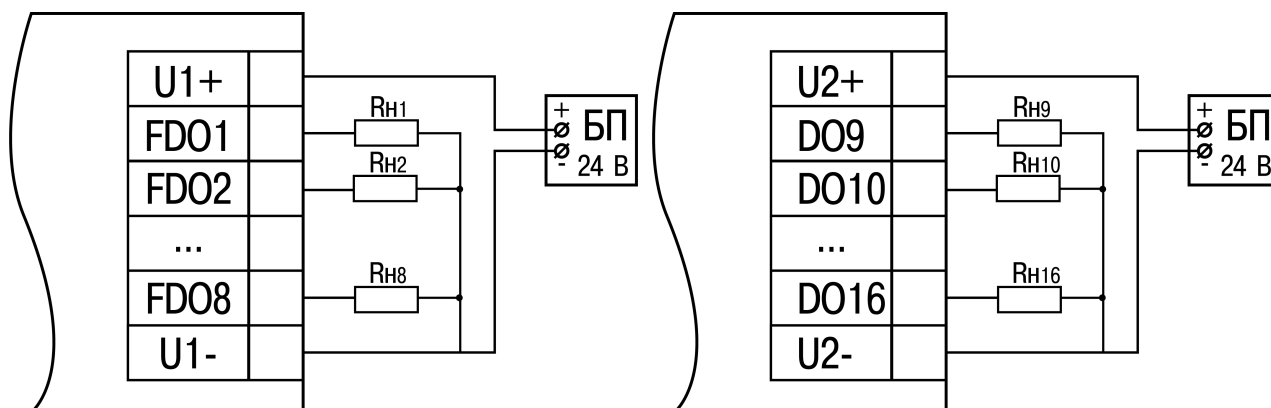 U1+
FDO1
FDO2
...
FDO8
U1-
Rн1
Rн2
Rн8
+
БП
-
24 В
U2+
DO9
DO10
...
DO16
U2-
Rн9
Rн10
Rн16
+
БП
-
24 В